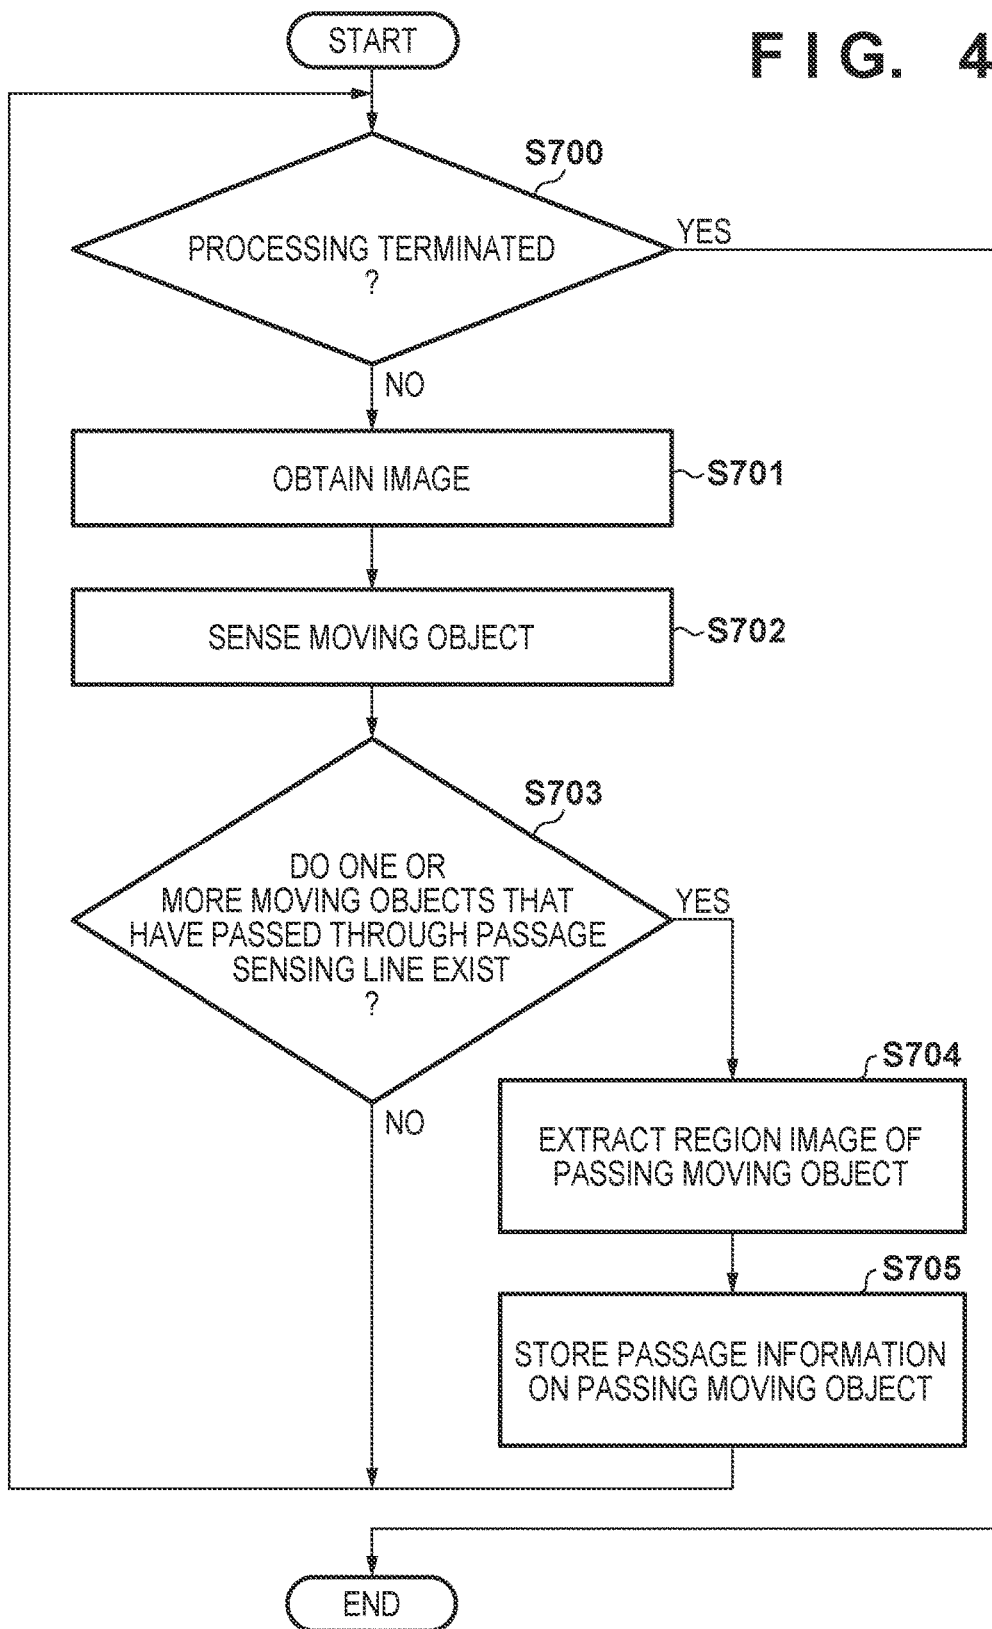 START
FIG. 4
S700
PROCESSING TERMINATED
?
YES
NO
OBTAIN IMAGE
S701
SENSE MOVING OBJECT
S702
S703
DO ONE OR
MORE MOVING OBJECTS THAT
HAVE PASSED THROUGH PASSAGE
SENSING LINE EXIST
?
YES
NO
S704
EXTRACT REGION IMAGE OF
PASSING MOVING OBJECT
S705
STORE PASSAGE INFORMATION
ON PASSING MOVING OBJECT
END